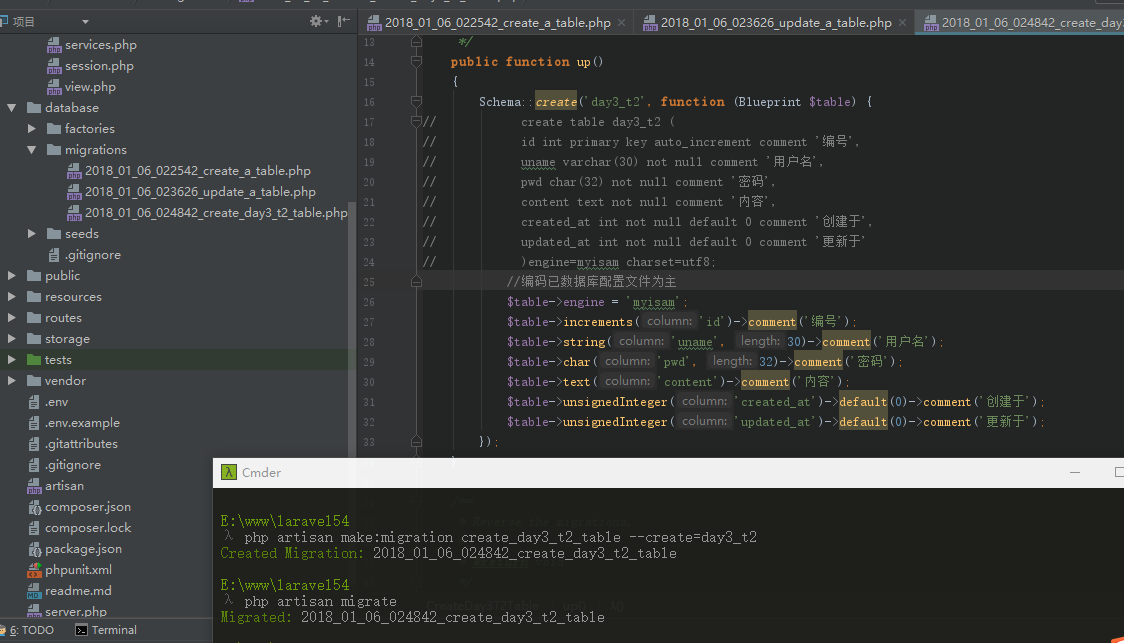 项目
services.php
session.php
view.php
database
factories
migrations
2018_01_06_022542_create_a_table.php
2018_01_06_023626_update_a_table.php
2018_01_06_024842_create_day3_t2_table.php
seeds
.gitignore
public
resources
routes
storage
tests
vendor
.env
.env.example
.gitattributes
.gitignore
artisan
composer.json
composer.lock
package.json
phpunit.xml
readme.md
server.php
6: TODO Terminal
2018_01_06_022542_create_a_table.php × 2018_01_06_023626_update_a_table.php × 2018_01_06_024842_create_day3
13 */
14 public function up()
15 {
16 Schema::create('day3_t2', function (Blueprint $table) {
17 // create table day3_t2 (
18 // id int primary key auto_increment comment '编号',
19 // uname varchar(30) not null comment '用户名',
20 // pwd char(32) not null comment '密码',
21 // content text not null comment '内容',
22 // created_at int not null default 0 comment '创建于',
23 // updated_at int not null default 0 comment '更新于'
24 // )engine=myisam charset=utf8;
25 //编码已数据库配置文件为主
26 $table->engine = 'myisam';
27 $table->increments( column: 'id')->comment('编号');
28 $table->string( column: 'uname', length: 30)->comment('用户名');
29 $table->char( column: 'pwd', length: 32)->comment('密码');
30 $table->text( column: 'content')->comment('内容');
31 $table->unsignedInteger( column: 'created_at')->default(0)->comment('创建于');
32 $table->unsignedInteger( column: 'updated_at')->default(0)->comment('更新于');
33 });
λ Cmder
E:\www\laravel54
λ php artisan make:migration create_day3_t2_table --create=day3_t2
Created Migration: 2018_01_06_024842_create_day3_t2_table
E:\www\laravel54
λ php artisan migrate
Migrated: 2018_01_06_024842_create_day3_t2_table